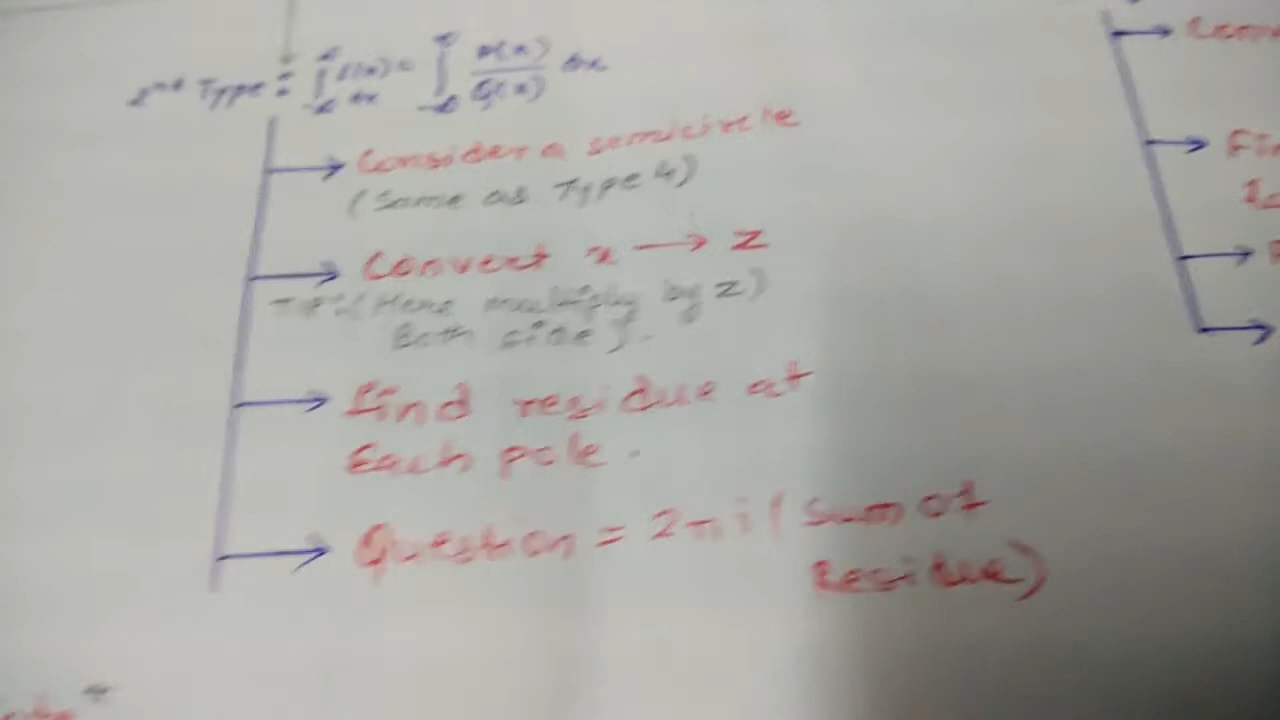 2nd Type : ∫_{-∞}^{∞} f(x) dx = ∫_{-∞}^{∞} P(x)/Q(x) dx
Consider a semicircle
(Same as Type 4)
Convert x → z
(Here multiply by z)
Both side).
find residue at
Each pole.
Question = 2πi (Sum of
Residue)
Fin